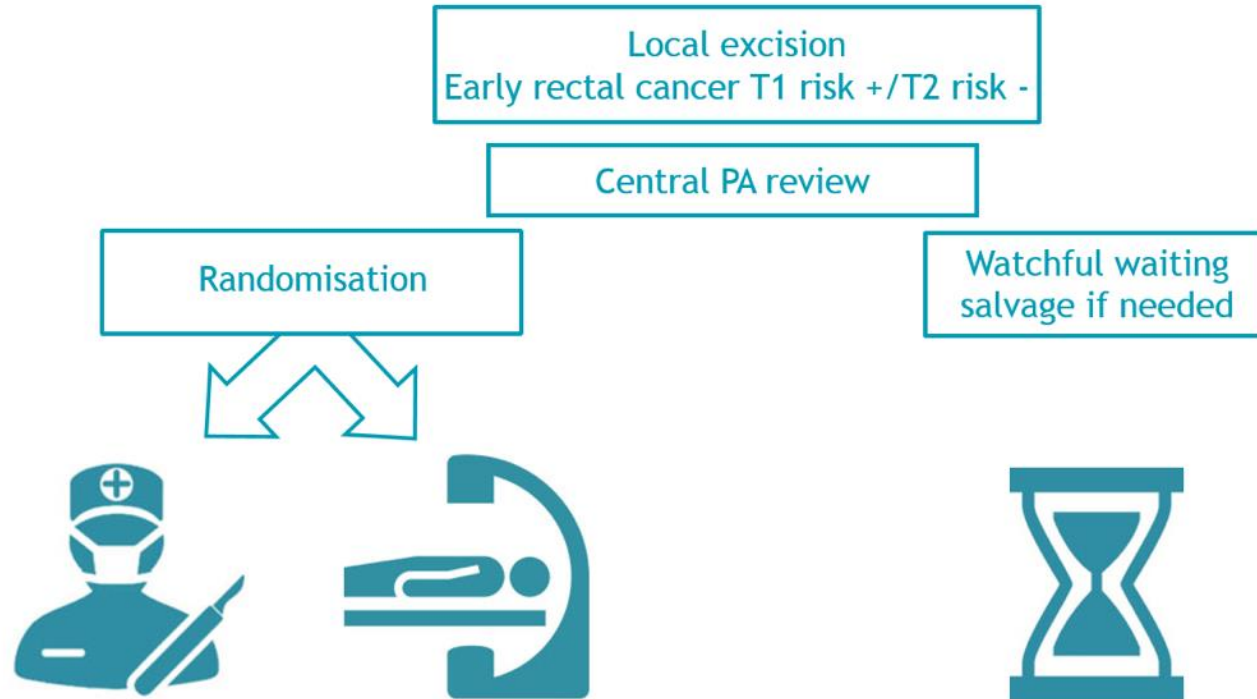 Local excision
Early rectal cancer T1 risk +/T2 risk -
Central PA review
Randomisation
Watchful waiting
salvage if needed